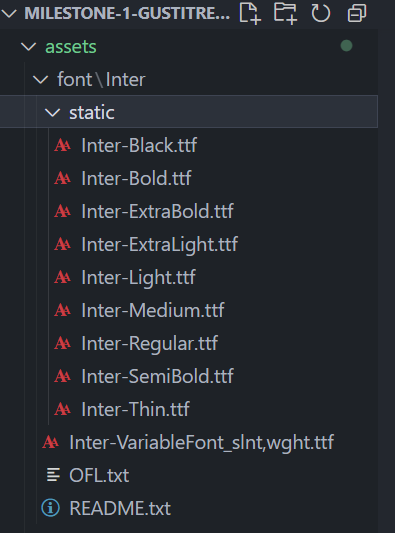 MILESTONE-1-GUSTITRE...
assets
font\Inter
static
Inter-Black.ttf
Inter-Bold.ttf
Inter-ExtraBold.ttf
Inter-ExtraLight.ttf
Inter-Light.ttf
Inter-Medium.ttf
Inter-Regular.ttf
Inter-SemiBold.ttf
Inter-Thin.ttf
Inter-VariableFont_slnt,wght.ttf
OFL.txt
README.txt